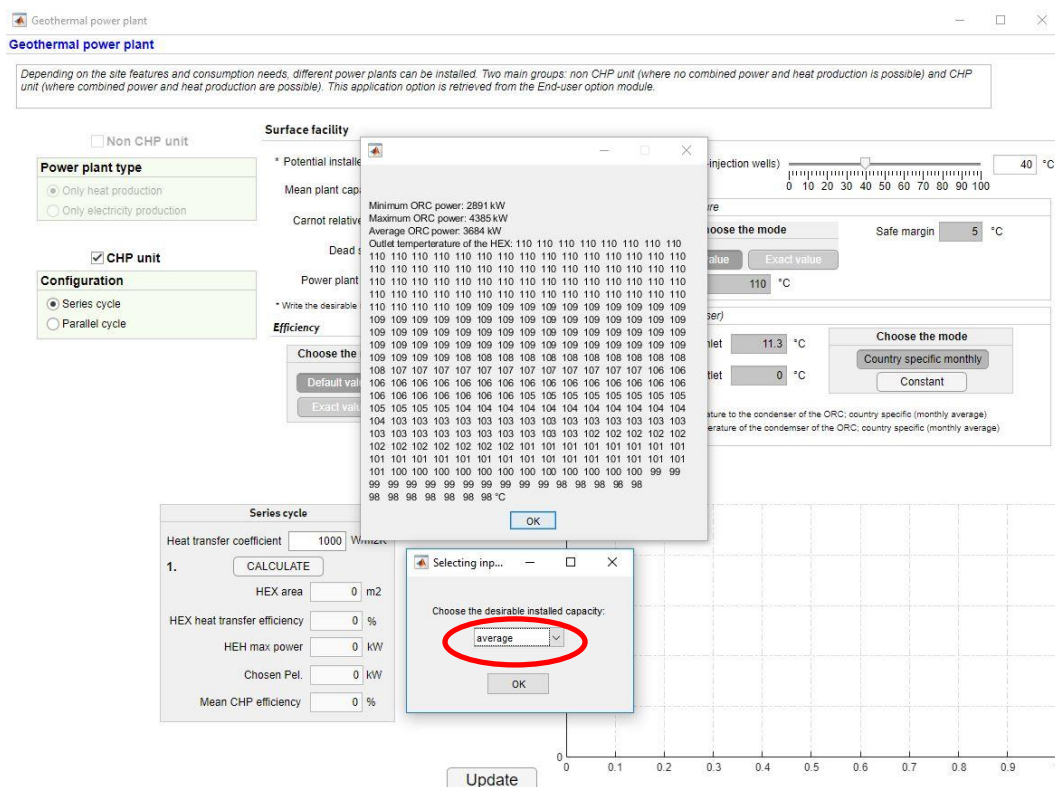 Geothermal power plant
Geothermal power plant
Depending on the site features and consumption needs, different power plants can be installed. Two main groups: non CHP unit (where no combined power and heat production is possible) and CHP
unit (where combined power and heat production are possible). This application option is retrieved from the End-user option module.
Non CHP unit
Power plant type
Only heat production
Only electricity production
CHP unit
Configuration
Series cycle
Parallel cycle
Surface facility
* Potential installe
Mean plant capa
Carnot relative
Dead s
Power plant
* Write the desirable
Efficiency
Choose the
Default val
Exact val
Minimum ORC power: 2891 kW
Maximum ORC power: 4385 kW
Average ORC power: 3684 kW
Outlet temperterature of the HEX: 110 110 110 110 110 110 110 110
110 110 110 110 110 110 110 110 110 110 110 110 110 110 110
110 110 110 110 110 110 110 110 110 110 110 110 110 110 110
110 110 110 110 110 110 110 110 110 110 110 110 110 110 110
110 110 110 110 110 110 110 110 110 110 110 110 110 110 110
110 110 110 110 109 109 109 109 109 109 109 109 109 109 109
109 109 109 109 109 109 109 109 109 109 109 109 109 109 109
109 109 109 109 109 109 109 109 109 109 109 109 109 109 109
109 109 109 109 109 109 109 109 109 109 109 109 109 109 109
109 109 109 109 108 108 108 108 108 108 108 108 108 108 108
108 107 107 107 107 107 107 107 107 107 107 107 107 106 106
106 106 106 106 106 106 106 106 106 106 106 106 106 106 106
106 106 106 106 106 106 106 105 105 105 105 105 105 105 105
105 105 105 105 104 104 104 104 104 104 104 104 104 104 104
104 103 103 103 103 103 103 103 103 103 103 103 103 103 103
103 103 103 103 103 103 103 103 103 103 102 102 102 102 102
102 102 102 102 102 102 102 101 101 101 101 101 101 101 101
101 101 101 101 101 101 101 101 101 101 101 101 101 101 101
101 100 100 100 100 100 100 100 100 100 100 100 100 99 99
99 99 99 99 99 99 99 99 99 98 98 98 98 98
98 98 98 98 98 98 98 °C
OK
-injection wells)
40 °C
0 10 20 30 40 50 60 70 80 90 100
ure
oose the mode
alue
Exact value
110 °C
Safe margin 5 °C
ser)
nlet 11.3 °C
tlet 0 °C
Choose the mode
Country specific monthly
Constant
ature to the condenser of the ORC; country specific (monthly average)
erature of the condemser of the ORC; country specific (monthly average)
Series cycle
Heat transfer coefficient 1000 W/m2K
1. CALCULATE
HEX area 0 m2
HEX heat transfer efficiency 0 %
HEH max power 0 kW
Chosen Pel. 0 kW
Mean CHP efficiency 0 %
Selecting inp...
Choose the desirable installed capacity:
average
OK
Update
0
0 0.1 0.2 0.3 0.4 0.5 0.6 0.7 0.8 0.9